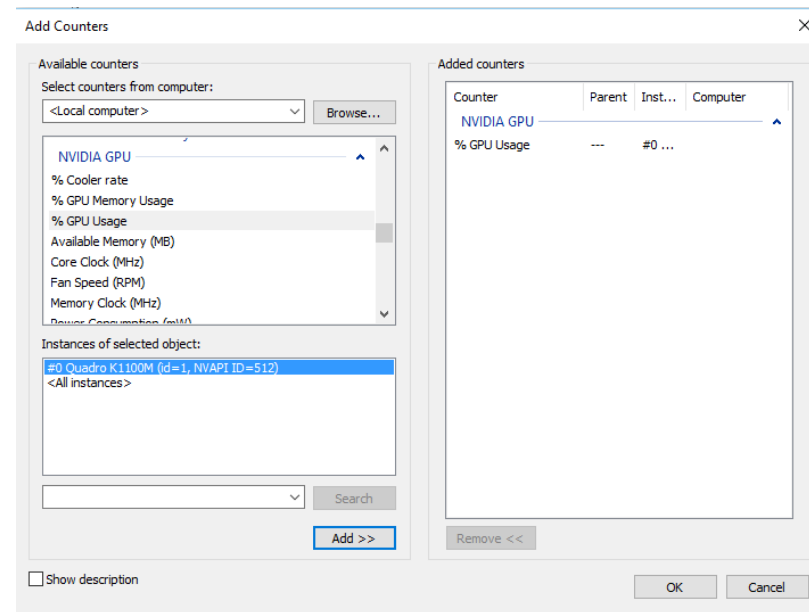 Add Counters
Available counters
Select counters from computer:
<Local computer>
Browse...
NVIDIA GPU
% Cooler rate
% GPU Memory Usage
% GPU Usage
Available Memory (MB)
Core Clock (MHz)
Fan Speed (RPM)
Memory Clock (MHz)
Power Consumption (mW)
Instances of selected object:
#0 Quadro K1100M (id=1, NVAPI ID=512)
<All instances>
Search
Add >>
Show description
Added counters
Counter Parent Inst... Computer
NVIDIA GPU
% GPU Usage --- #0 ...
Remove <<
OK Cancel